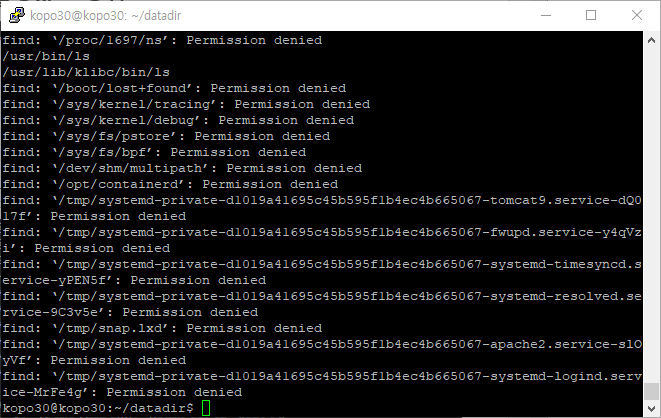 kopo30@kopo30: ~/datadir
find: ‘/proc/1697/ns’: Permission denied
/usr/bin/ls
/usr/lib/klibc/bin/ls
find: ‘/boot/lost+found’: Permission denied
find: ‘/sys/kernel/tracing’: Permission denied
find: ‘/sys/kernel/debug’: Permission denied
find: ‘/sys/fs/pstore’: Permission denied
find: ‘/sys/fs/bpf’: Permission denied
find: ‘/dev/shm/multipath’: Permission denied
find: ‘/opt/containerd’: Permission denied
find: ‘/tmp/systemd-private-d1019a41695c45b595f1b4ec4b665067-tomcat9.service-dQ0
l7f’: Permission denied
find: ‘/tmp/systemd-private-d1019a41695c45b595f1b4ec4b665067-fwupd.service-y4qVz
i’: Permission denied
find: ‘/tmp/systemd-private-d1019a41695c45b595f1b4ec4b665067-systemd-timesyncd.s
ervice-yPEN5f’: Permission denied
find: ‘/tmp/systemd-private-d1019a41695c45b595f1b4ec4b665067-systemd-resolved.se
rvice-9C3v5e’: Permission denied
find: ‘/tmp/snap.lxd’: Permission denied
find: ‘/tmp/systemd-private-d1019a41695c45b595f1b4ec4b665067-apache2.service-slO
yVf’: Permission denied
find: ‘/tmp/systemd-private-d1019a41695c45b595f1b4ec4b665067-systemd-logind.serv
ice-MrFe4g’: Permission denied
kopo30@kopo30:~/datadir$